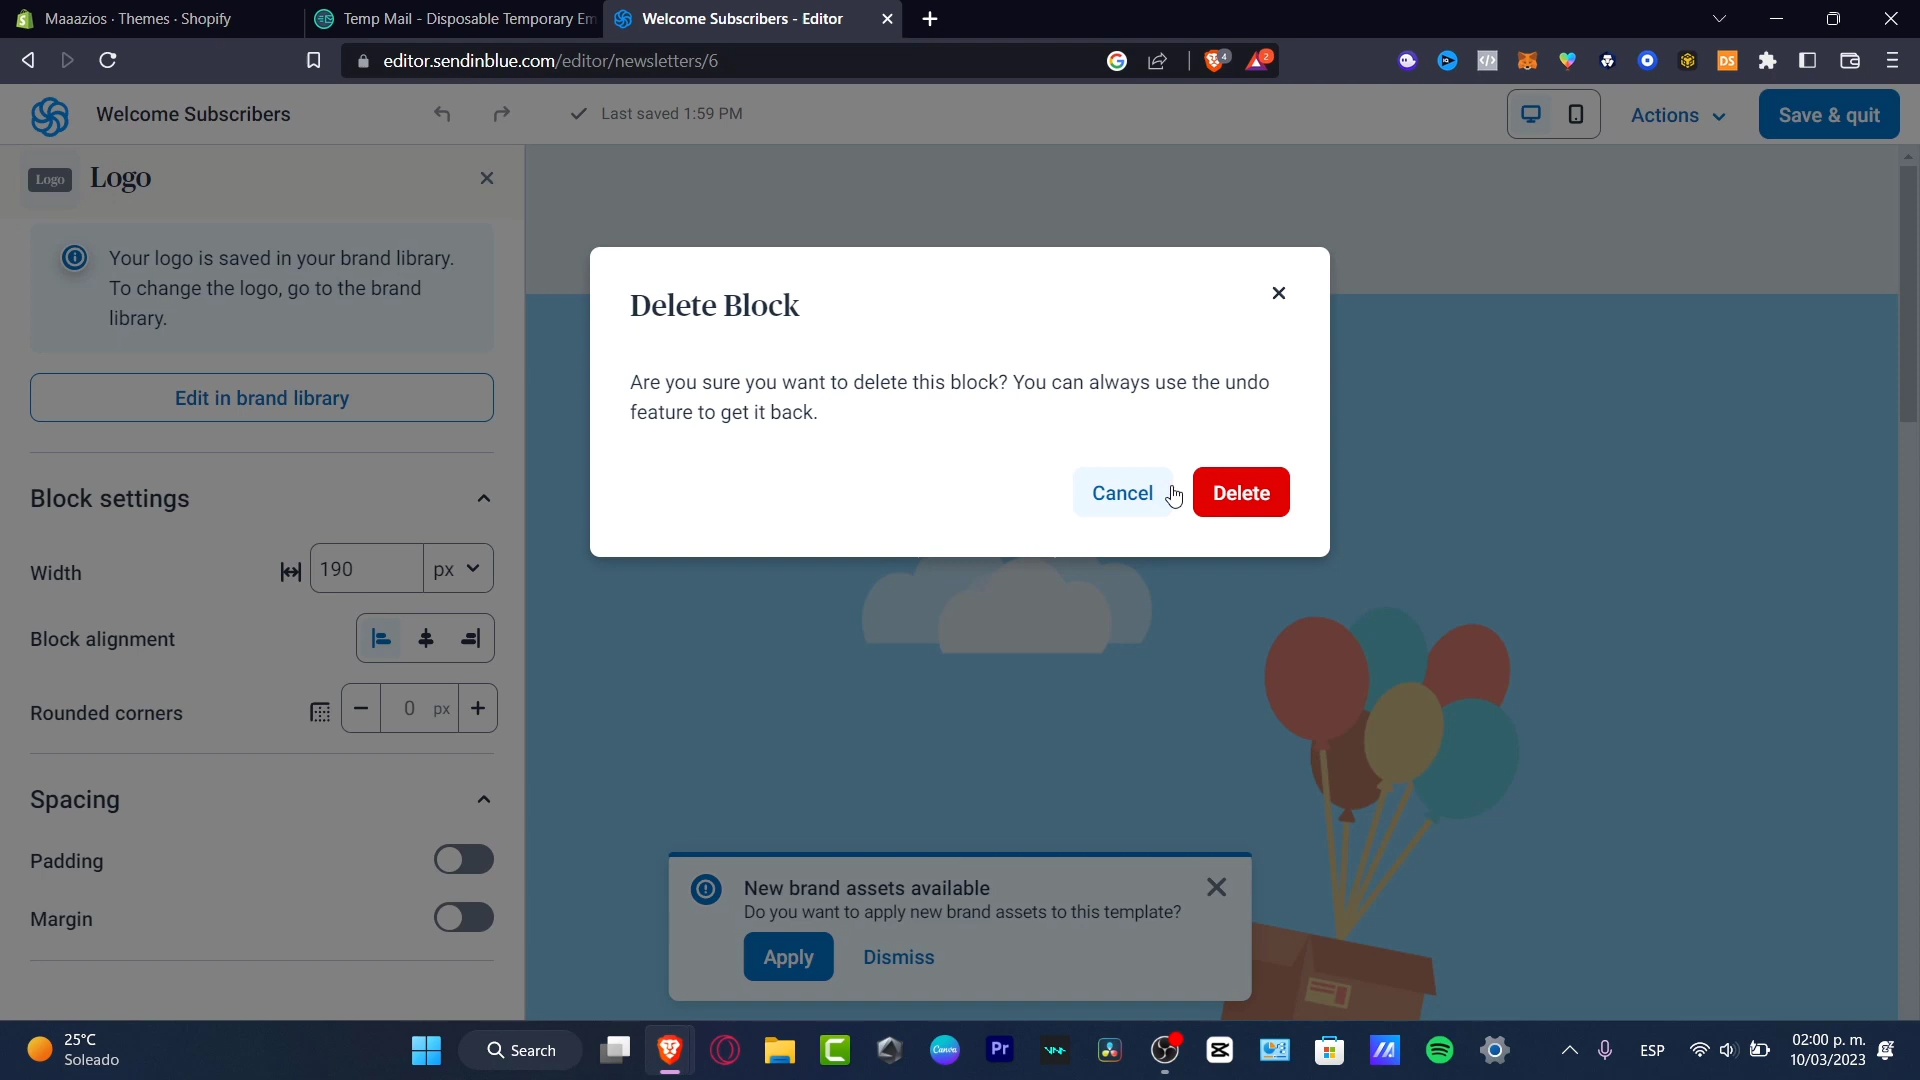 Maaazios · Themes · Shopify
Temp Mail - Disposable Temporary Em
Welcome Subscribers - Editor
editor.sendinblue.com/editor/newsletters/6
4
2
DS
Welcome Subscribers
Last saved 1:59 PM
Actions
Save & quit
Logo
Logo
Your logo is saved in your brand library.
To change the logo, go to the brand
library.
Edit in brand library
Block settings
Width
190
px
Block alignment
Rounded corners
0 px
Spacing
Padding
Margin
Delete Block
Are you sure you want to delete this block? You can always use the undo
feature to get it back.
Cancel
Delete
New brand assets available
Do you want to apply new brand assets to this template?
Apply
Dismiss
25°C
Soleado
Search
Canva
Pr
ESP
02:00 p. m.
10/03/2023